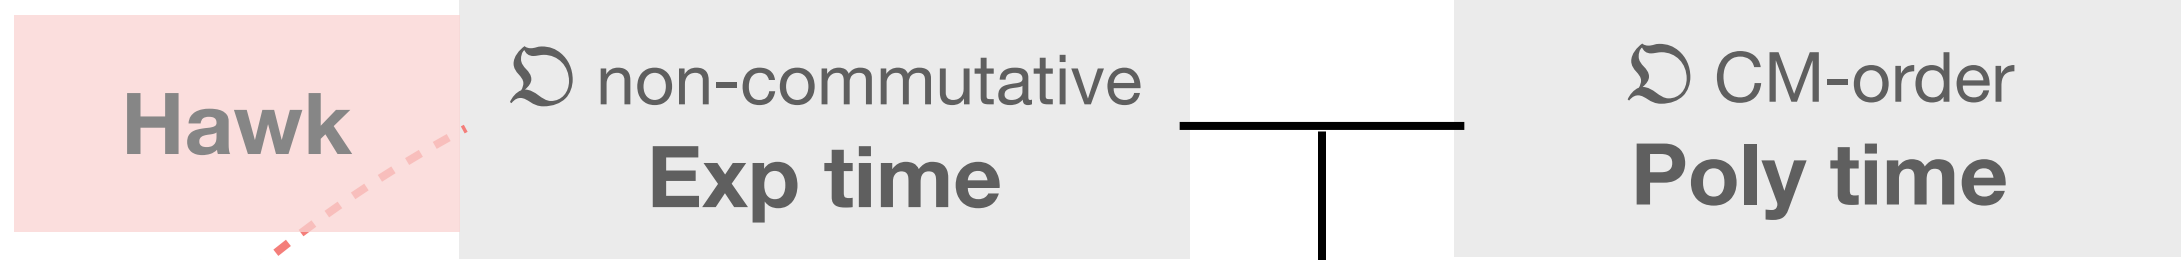 Hawk
𝔇 non-commutative
Exp time
𝔇 CM-order
Poly time